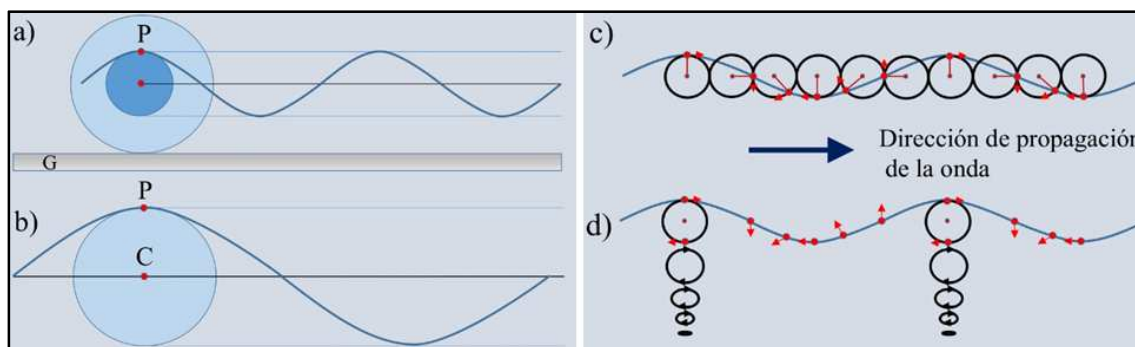 a)
P
G
b)
P
C
c)
Dirección de propagación
de la onda
d)